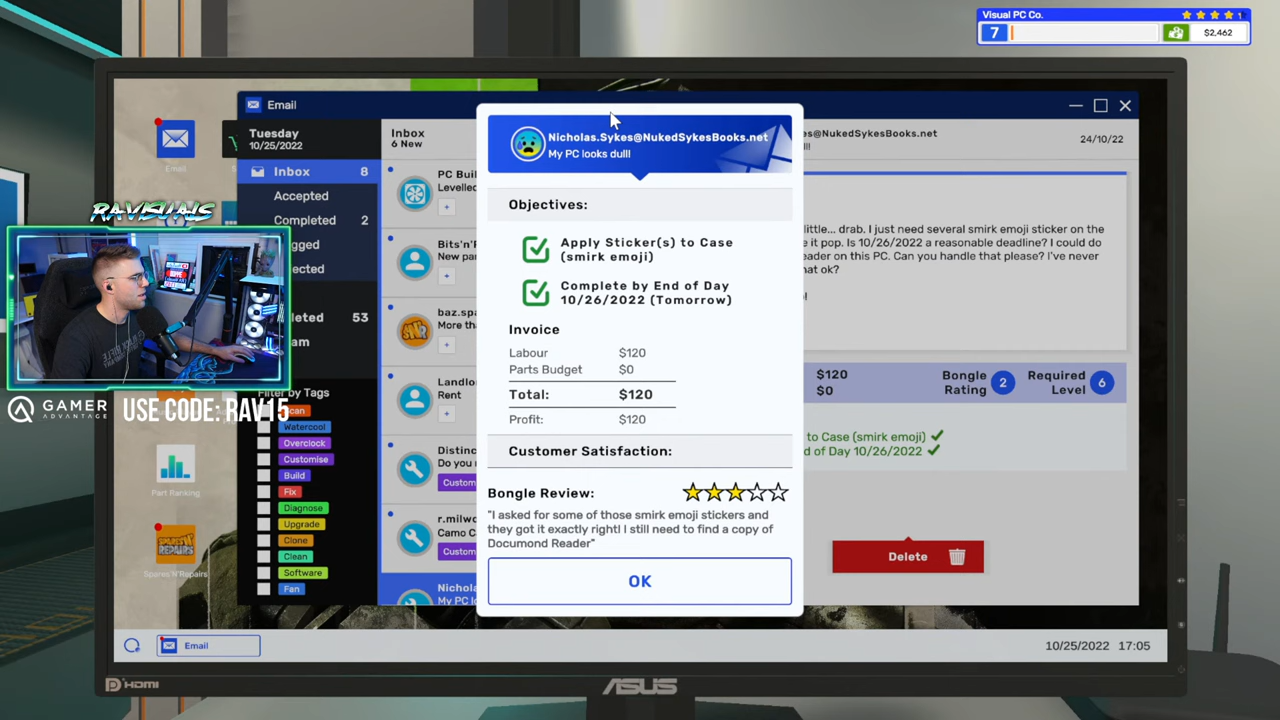 Visual PC Co.
7
$2,462
Email
Tuesday
10/25/2022
Inbox 8
Accepted
Completed 2
53
Filter by Tags
Watercool
Overclock
Customise
Build
Fix
Diagnose
Upgrade
Clone
Clean
Software
Fan
Inbox
6 New
PC Buil
Levelled
Bits'n'P
New par
baz.spa
More tha
Landlor
Rent
Distinc
Do you
Custom
r.milwo
Camo C
Custom
Nichola
My PC lo
Nicholas.Sykes@NukedSykesBooks.net
My PC looks dull!
Objectives:
Apply Sticker(s) to Case
(smirk emoji)
Complete by End of Day
10/26/2022 (Tomorrow)
Invoice
Labour $120
Parts Budget $0
Total: $120
Profit: $120
Customer Satisfaction:
Bongle Review:
"I asked for some of those smirk emoji stickers and
they got it exactly right! I still need to find a copy of
Documond Reader"
OK
s@NukedSykesBooks.net
24/10/22
little... drab. I just need several smirk emoji sticker on the
e it pop. Is 10/26/2022 a reasonable deadline? I could do
eader on this PC. Can you handle that please? I've never
hat ok?
$120
$0
Bongle
Rating 2
Required
Level 6
to Case (smirk emoji)
d of Day 10/26/2022
Delete
Email
Part Ranking
Spares'N'Repairs
RAVISUALS
GAMER
ADVANTAGE
USE CODE: RAV15
Email
10/25/2022 17:05
HDMI
ASUS